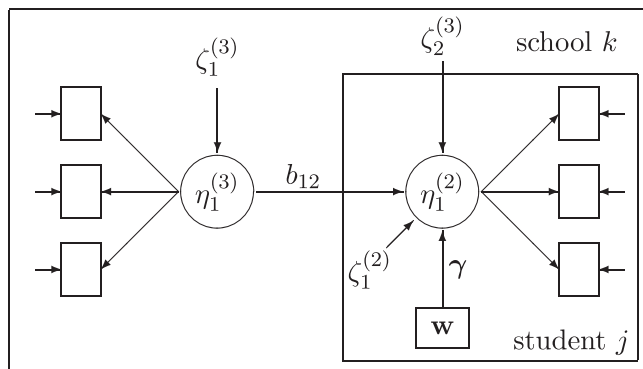 school k
ζ₁⁽³⁾
ζ₂⁽³⁾
η₁⁽³⁾
b₁₂
η₁⁽²⁾
ζ₁⁽²⁾
γ
w
student j